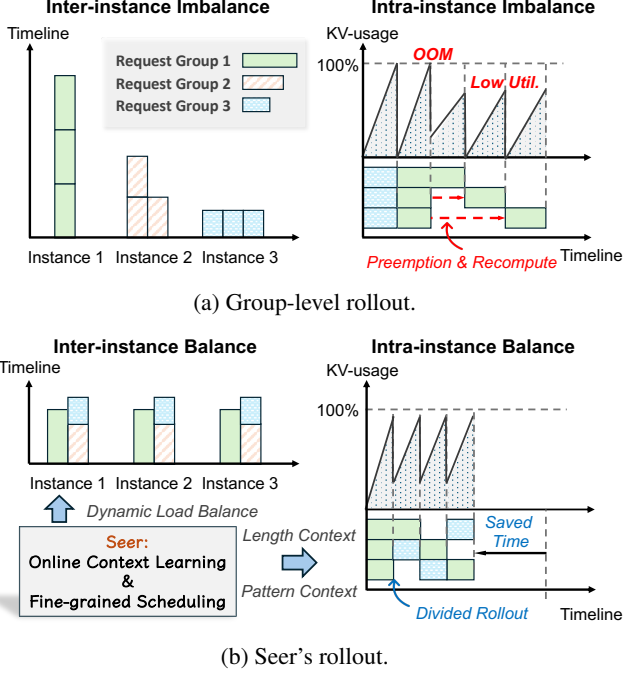 Inter-instance Imbalance
Timeline
Request Group 1
Request Group 2
Request Group 3
Instance 1
Instance 2
Instance 3
Intra-instance Imbalance
KV-usage
100%
OOM
Low Util.
Preemption & Recompute
Timeline
(a) Group-level rollout.
Inter-instance Balance
Timeline
Instance 1
Instance 2
Instance 3
Dynamic Load Balance
Seer:
Online Context Learning
&
Fine-grained Scheduling
Length Context
Pattern Context
Intra-instance Balance
KV-usage
100%
Saved
Time
Divided Rollout
Timeline
(b) Seer's rollout.